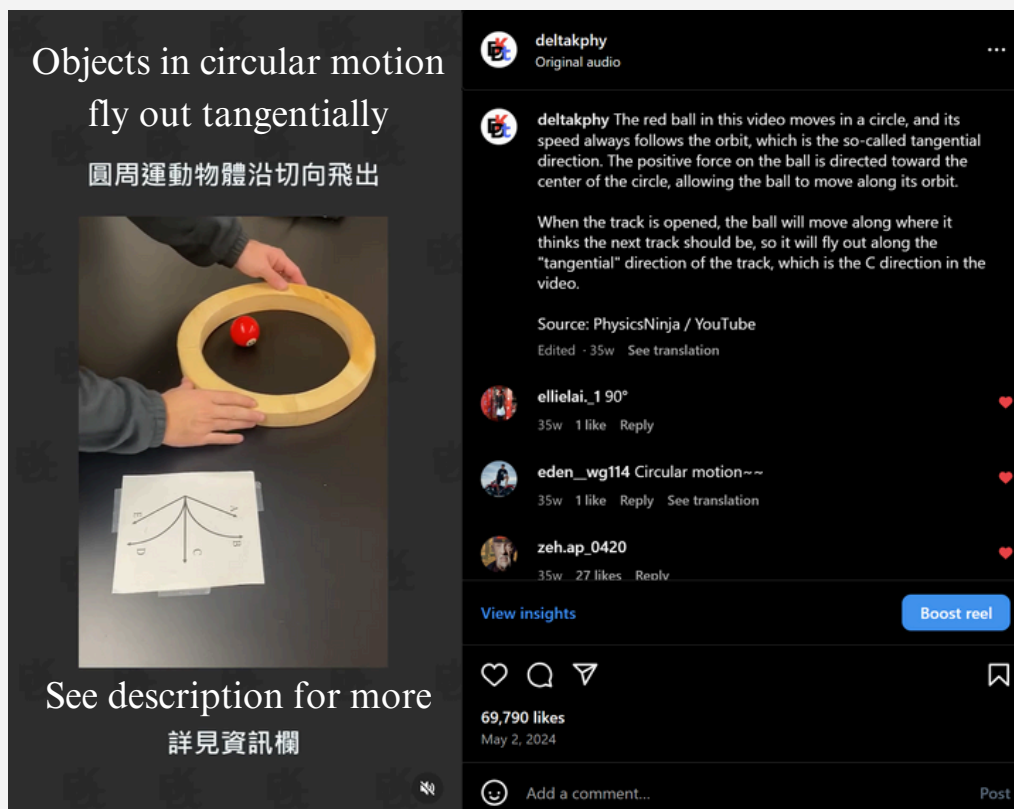 Objects in circular motion
fly out tangentially
圓周運動物體沿切向飛出
A
B
C
D
E
See description for more
詳見資訊欄
deltakphy
Original audio
deltakphy The red ball in this video moves in a circle, and its
speed always follows the orbit, which is the so-called tangential
direction. The positive force on the ball is directed toward the
center of the circle, allowing the ball to move along its orbit.
When the track is opened, the ball will move along where it
thinks the next track should be, so it will fly out along the
"tangential" direction of the track, which is the C direction in the
video.
Source: PhysicsNinja / YouTube
Edited · 35w See translation
ellielai._1 90°
35w 1 like Reply
eden__wg114 Circular motion~~
35w 1 like Reply See translation
zeh.ap_0420
35w 27 likes Reply
View insights
Boost reel
69,790 likes
May 2, 2024
Add a comment...
Post